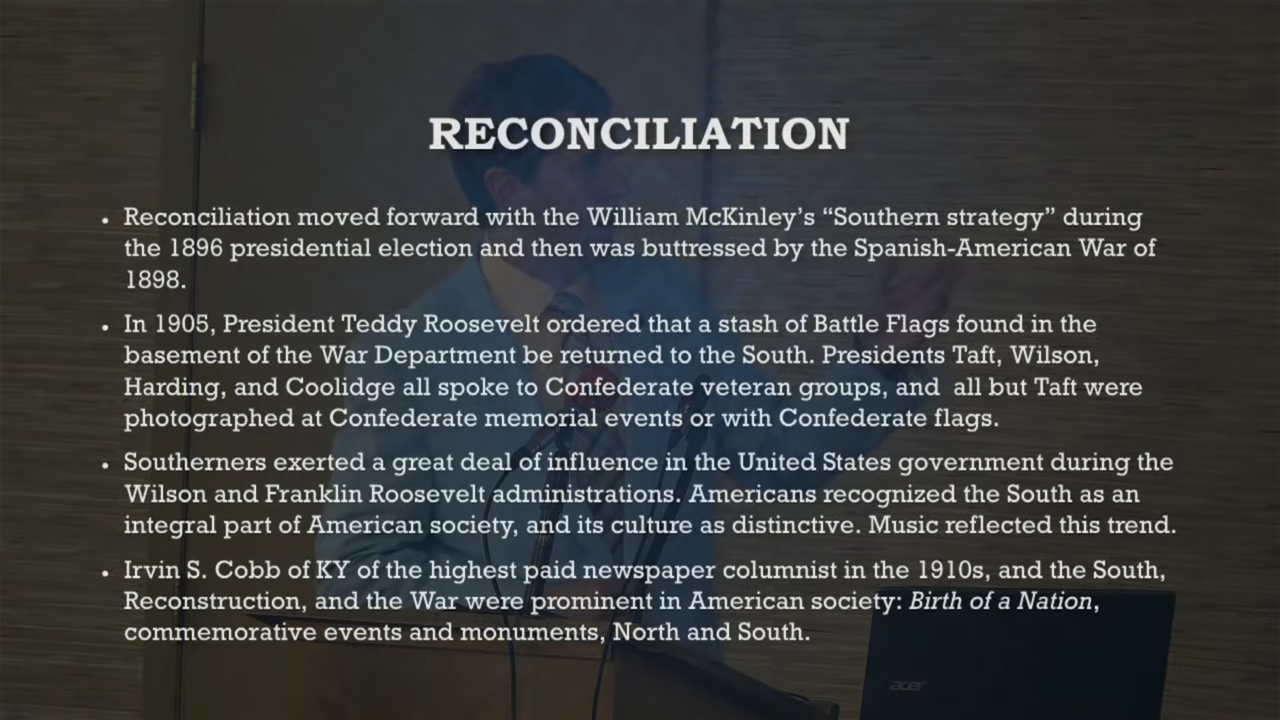 RECONCILIATION
• Reconciliation moved forward with the William McKinley’s “Southern strategy” during
the 1896 presidential election and then was buttressed by the Spanish-American War of
1898.
• In 1905, President Teddy Roosevelt ordered that a stash of Battle Flags found in the
basement of the War Department be returned to the South. Presidents Taft, Wilson,
Harding, and Coolidge all spoke to Confederate veteran groups, and  all but Taft were
photographed at Confederate memorial events or with Confederate flags.
• Southerners exerted a great deal of influence in the United States government during the
Wilson and Franklin Roosevelt administrations. Americans recognized the South as an
integral part of American society, and its culture as distinctive. Music reflected this trend.
• Irvin S. Cobb of KY of the highest paid newspaper columnist in the 1910s, and the South,
Reconstruction, and the War were prominent in American society: Birth of a Nation,
commemorative events and monuments, North and South.
acer